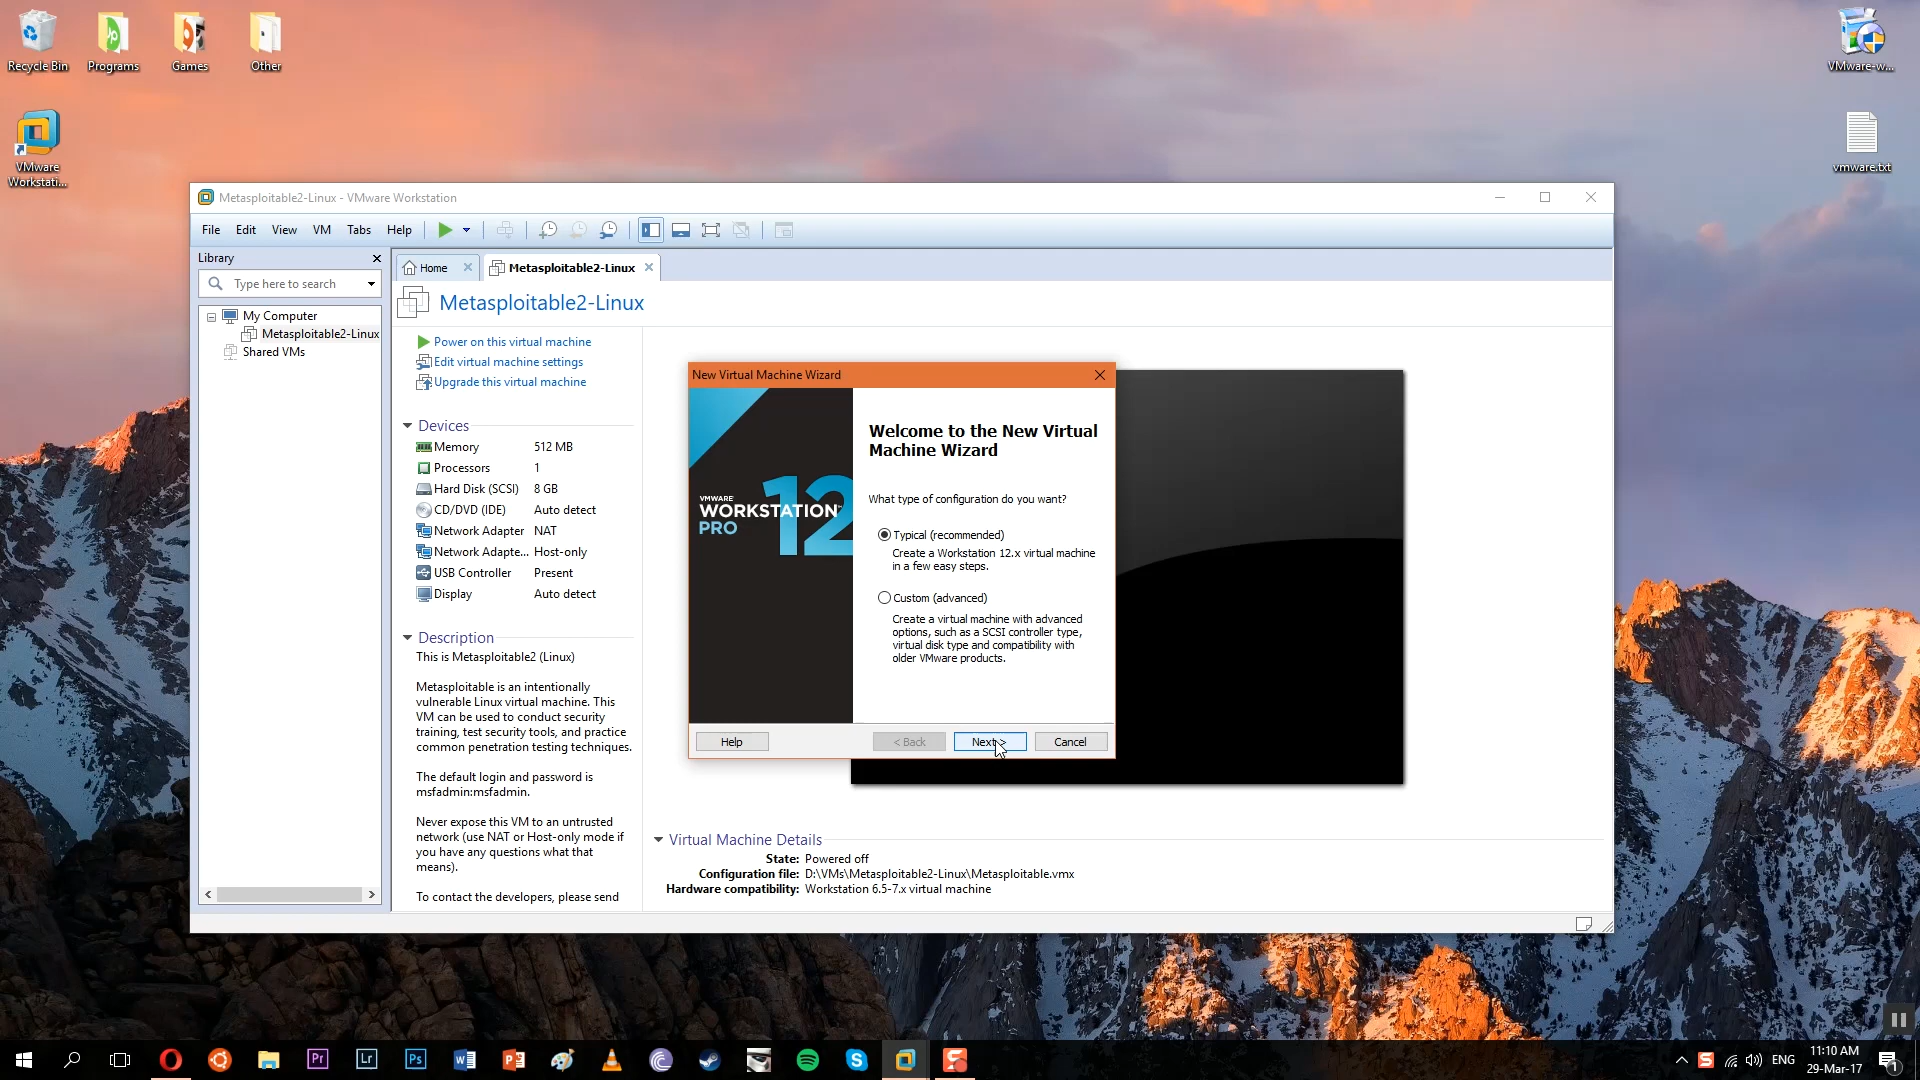 Recycle Bin
Programs
Games
Other
VMware-w...
VMware
Workstati...
vmware.txt
Metasploitable2-Linux - VMware Workstation
File Edit View VM Tabs Help
Library
Type here to search
My Computer
Metasploitable2-Linux
Shared VMs
Home
Metasploitable2-Linux
Metasploitable2-Linux
Power on this virtual machine
Edit virtual machine settings
Upgrade this virtual machine
Devices
Memory 512 MB
Processors 1
Hard Disk (SCSI) 8 GB
CD/DVD (IDE) Auto detect
Network Adapter NAT
Network Adapte... Host-only
USB Controller Present
Display Auto detect
Description
This is Metasploitable2 (Linux)
Metasploitable is an intentionally
vulnerable Linux virtual machine. This
VM can be used to conduct security
training, test security tools, and practice
common penetration testing techniques.
The default login and password is
msfadmin:msfadmin.
Never expose this VM to an untrusted
network (use NAT or Host-only mode if
you have any questions what that
means).
To contact the developers, please send
New Virtual Machine Wizard
VMWARE
WORKSTATION
PRO
12
Welcome to the New Virtual
Machine Wizard
What type of configuration do you want?
Typical (recommended)
Create a Workstation 12.x virtual machine
in a few easy steps.
Custom (advanced)
Create a virtual machine with advanced
options, such as a SCSI controller type,
virtual disk type and compatibility with
older VMware products.
Help
< Back
Next >
Cancel
Virtual Machine Details
State: Powered off
Configuration file: D:\VMs\Metasploitable2-Linux\Metasploitable.vmx
Hardware compatibility: Workstation 6.5-7.x virtual machine
Pr
Lr
Ps
ENG
11:10 AM
29-Mar-17
1